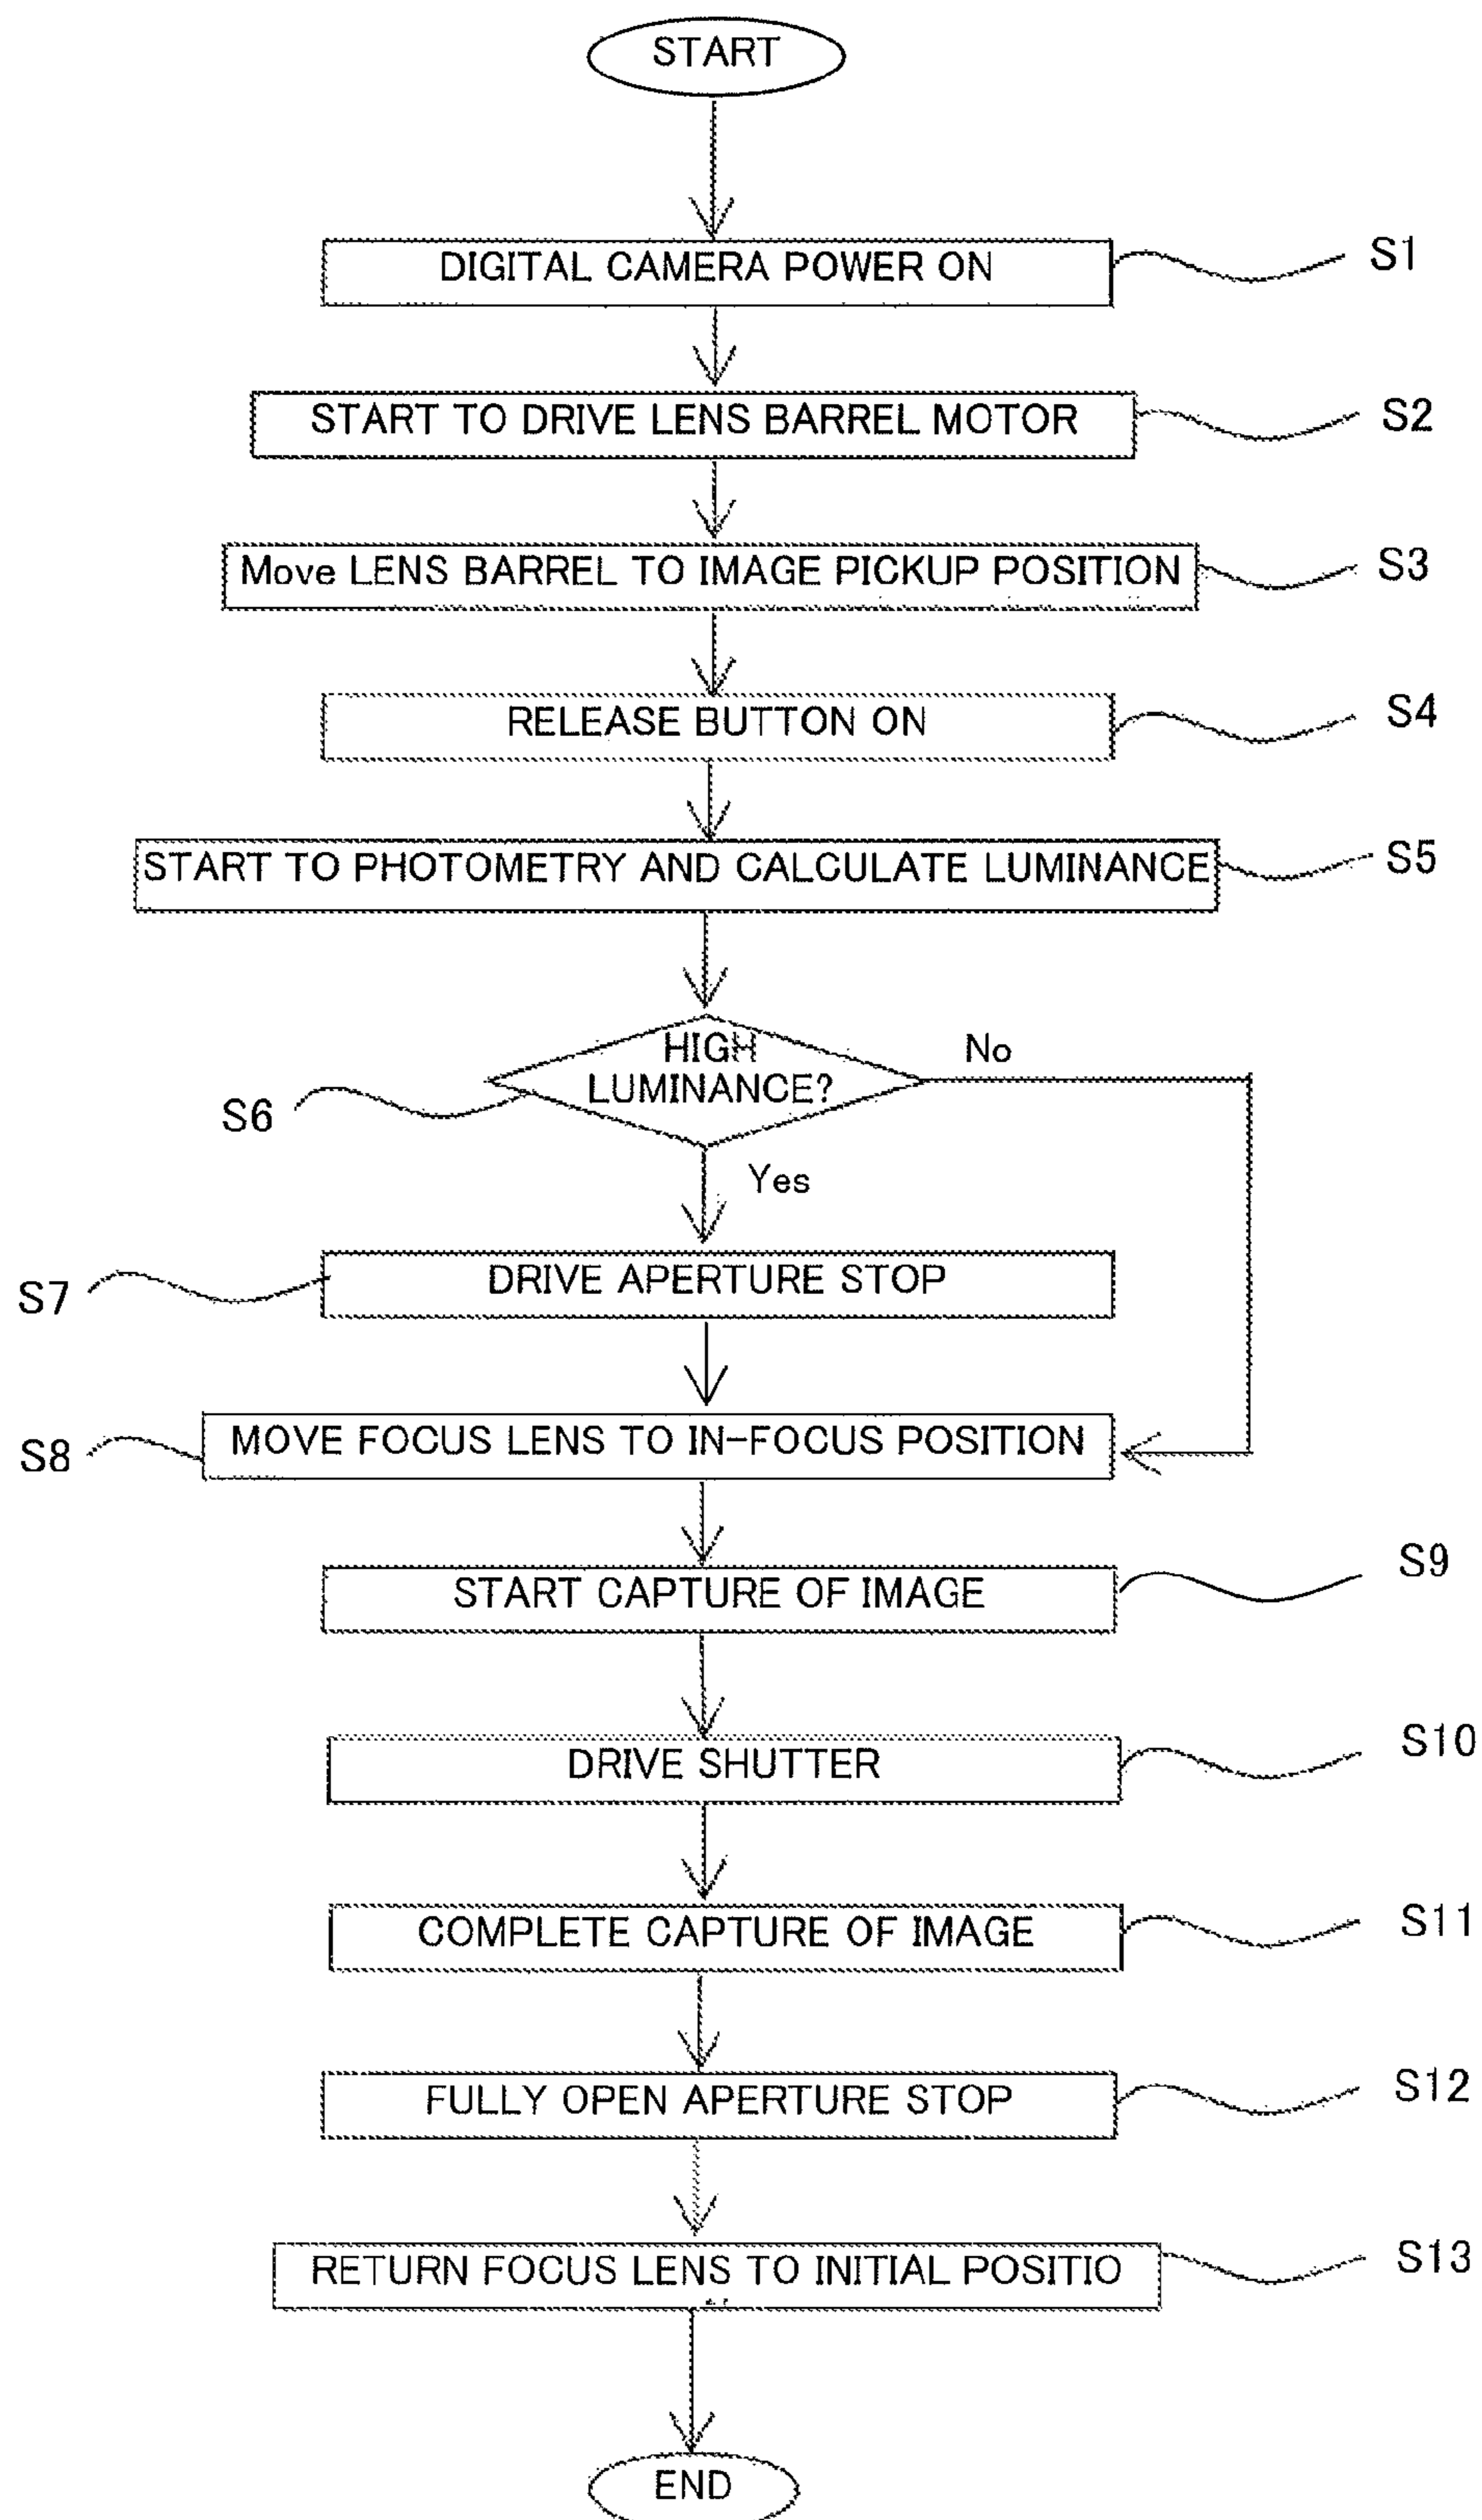 START
DIGITAL CAMERA POWER ON
S1
START TO DRIVE LENS BARREL MOTOR
S2
Move LENS BARREL TO IMAGE PICKUP POSITION
S3
RELEASE BUTTON ON
S4
START TO PHOTOMETRY AND CALCULATE LUMINANCE
S5
HIGH
LUMINANCE?
No
S6
Yes
DRIVE APERTURE STOP
S7
MOVE FOCUS LENS TO IN-FOCUS POSITION
S8
START CAPTURE OF IMAGE
S9
DRIVE SHUTTER
S10
COMPLETE CAPTURE OF IMAGE
S11
FULLY OPEN APERTURE STOP
S12
RETURN FOCUS LENS TO INITIAL POSITIO
S13
END